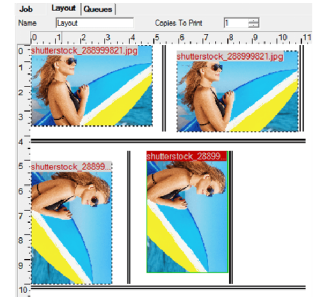 Job Layout Queues
Name Layout Copies To Print 1
0 1 2 3 4 5 6 7 8 9 10 11
0
shutterstock_288999821.jpg shutterstock_288999821.jpg
1
2
3
4
5
shutterstock_28899... shutterstock_28899...
6
7
8
9
10